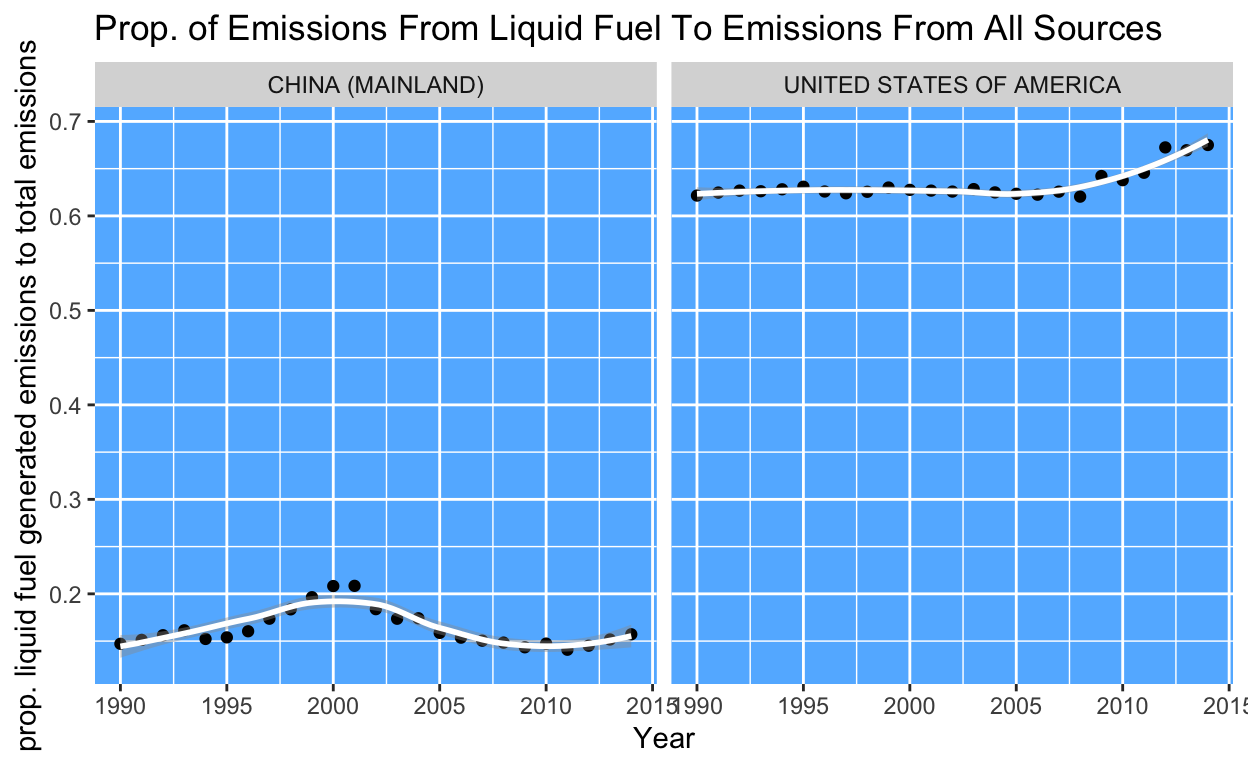 Prop. of Emissions From Liquid Fuel To Emissions From All Sources
prop. liquid fuel generated emissions to total emissions
CHINA (MAINLAND)
UNITED STATES OF AMERICA
0.7
0.6
0.5
0.4
0.3
0.2
1990 1995 2000 2005 2010 2015 1990 1995 2000 2005 2010 2015
Year